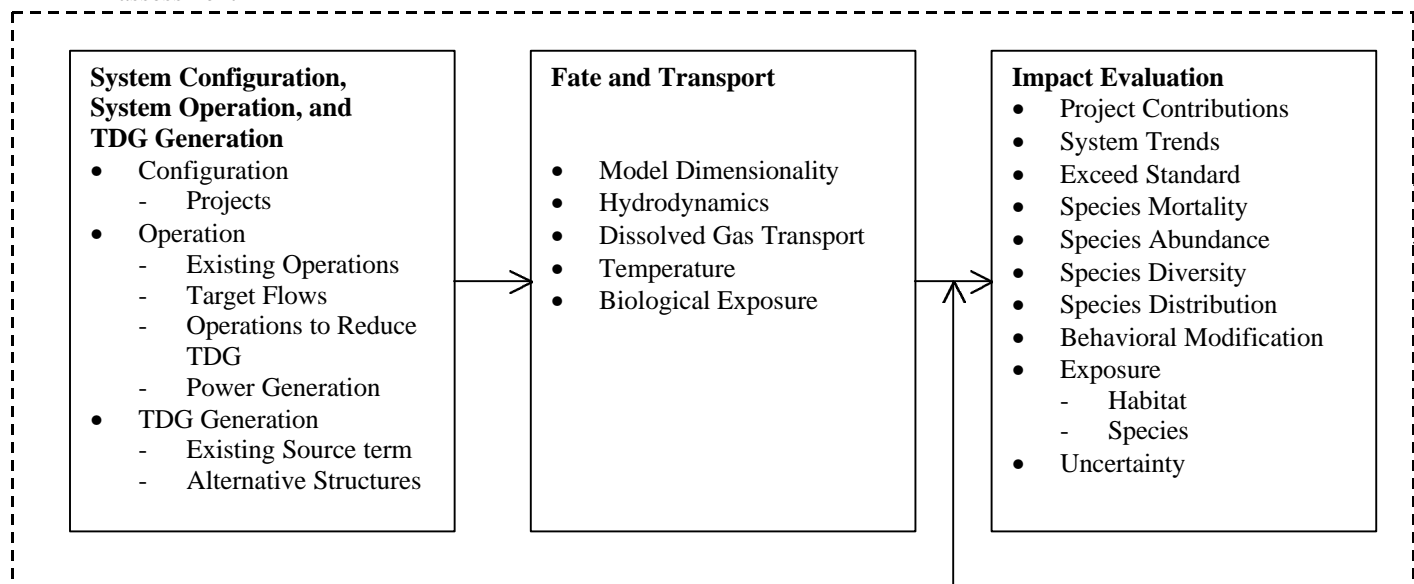 System Configuration,
System Operation, and
TDG Generation
• Configuration
- Projects
• Operation
- Existing Operations
- Target Flows
- Operations to Reduce
TDG
- Power Generation
• TDG Generation
- Existing Source term
- Alternative Structures
Fate and Transport
• Model Dimensionality
• Hydrodynamics
• Dissolved Gas Transport
• Temperature
• Biological Exposure
Impact Evaluation
• Project Contributions
• System Trends
• Exceed Standard
• Species Mortality
• Species Abundance
• Species Diversity
• Species Distribution
• Behavioral Modification
• Exposure
- Habitat
- Species
• Uncertainty